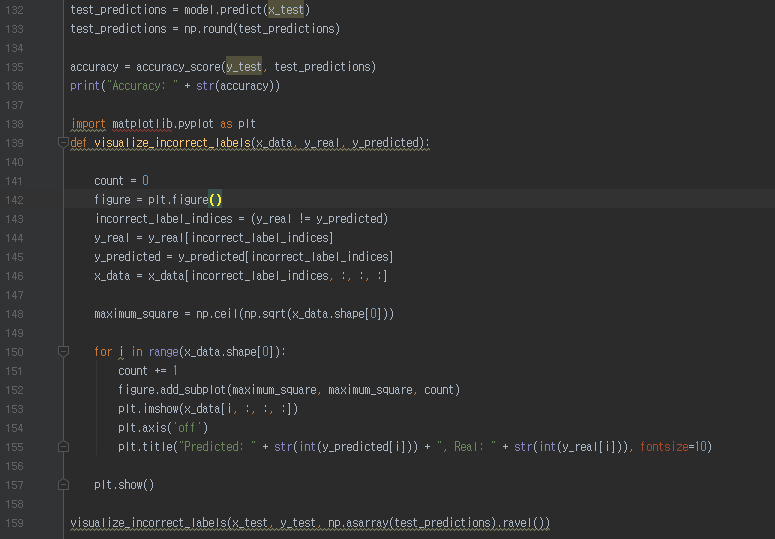 132 test_predictions = model.predict(x_test)
133 test_predictions = np.round(test_predictions)
134
135 accuracy = accuracy_score(y_test, test_predictions)
136 print("Accuracy: " + str(accuracy))
137
138 import matplotlib.pyplot as plt
139 def visualize_incorrect_labels(x_data, y_real, y_predicted):
140
141     count = 0
142     figure = plt.figure()
143     incorrect_label_indices = (y_real != y_predicted)
144     y_real = y_real[incorrect_label_indices]
145     y_predicted = y_predicted[incorrect_label_indices]
146     x_data = x_data[incorrect_label_indices, :, :, :]
147
148     maximum_square = np.ceil(np.sqrt(x_data.shape[0]))
149
150     for i in range(x_data.shape[0]):
151         count += 1
152         figure.add_subplot(maximum_square, maximum_square, count)
153         plt.imshow(x_data[i, :, :, :])
154         plt.axis('off')
155         plt.title("Predicted: " + str(int(y_predicted[i])) + ", Real: " + str(int(y_real[i])), fontsize=10)
156
157     plt.show()
158
159 visualize_incorrect_labels(x_test, y_test, np.asarray(test_predictions).ravel())